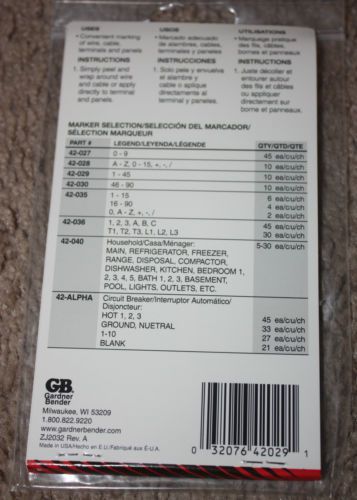 USES
• Convenient marking
of wire, cable,
terminals and panels
INSTRUCTIONS
1. Simply peel and
wrap around wire
and cable or apply
directly to terminal
and panels.
USOS
• Marcado adecuado
de alambres, cables,
terminales y paneles
INSTRUCCIONES
1. Solo pele y envuelva
el alambre y
cable o aplique
directamente al
terminal y paneles.
UTILISATIONS
• Marquage pratique
des fils, câbles,
bornes et panneaux
INSTRUCTIONS
1. Juste décoller et
entourer autour
des fils et câbles
ou appliquer
directement sur
borne et panneaux.
MARKER SELECTION/SELECCIÓN DEL MARCADOR/
SÉLECTION MARQUEUR
PART # LEGEND/LEYENDA/LÉGENDE QTY/QTD/QTE
42-027 0 - 9 45 ea/cu/ch
42-028 A - Z, 0 - 15, +, -, / 10 ea/cu/ch
42-029 1 - 45 10 ea/cu/ch
42-030 46 - 90 10 ea/cu/ch
42-035 1 - 15 6 ea/cu/ch
16 - 90 4 ea/cu/ch
0, A - Z, +, -, / 2 ea/cu/ch
42-036 1, 2, 3, A, B, C 45 ea/cu/ch
T1, T2, T3, L1, L2, L3 30 ea/cu/ch
42-040 Household/Casa/Ménager: 5-30 ea/cu/ch
MAIN, REFRIGERATOR, FREEZER,
RANGE, DISPOSAL, COMPACTOR,
DISHWASHER, KITCHEN, BEDROOM 1,
2, 3, 4, 5, BATH 1, 2, 3, BASEMENT,
POOL, LIGHTS, OUTLETS, ETC.
42-ALPHA Circuit Breaker/Interruptor Automático/
Disjoncteur:
HOT 1, 2, 3 45 ea/cu/ch
GROUND, NUETRAL 33 ea/cu/ch
1-10 27 ea/cu/ch
BLANK 21 ea/cu/ch
GB
Gardner
Bender
Milwaukee, WI 53209
1.800.822.9220
www.gardnerbender.com
ZJ2032 Rev. A
Made in USA/Hecho en E.U./Fabriqué aux É-U.A.
0 32076 42029 1